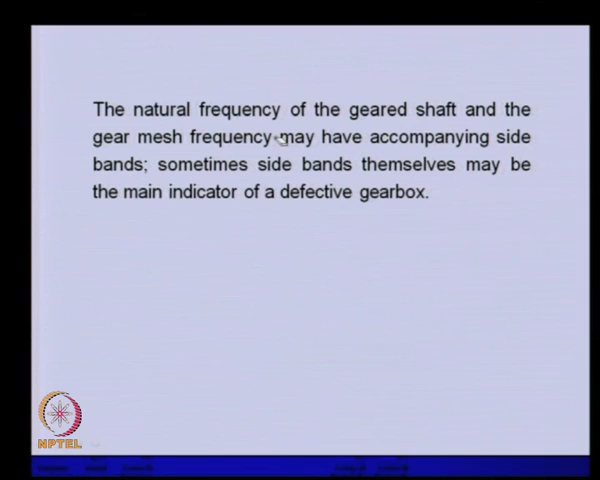 The natural frequency of the geared shaft and the
gear mesh frequency may have accompanying side
bands; sometimes side bands themselves may be
the main indicator of a defective gearbox.
NPTEL